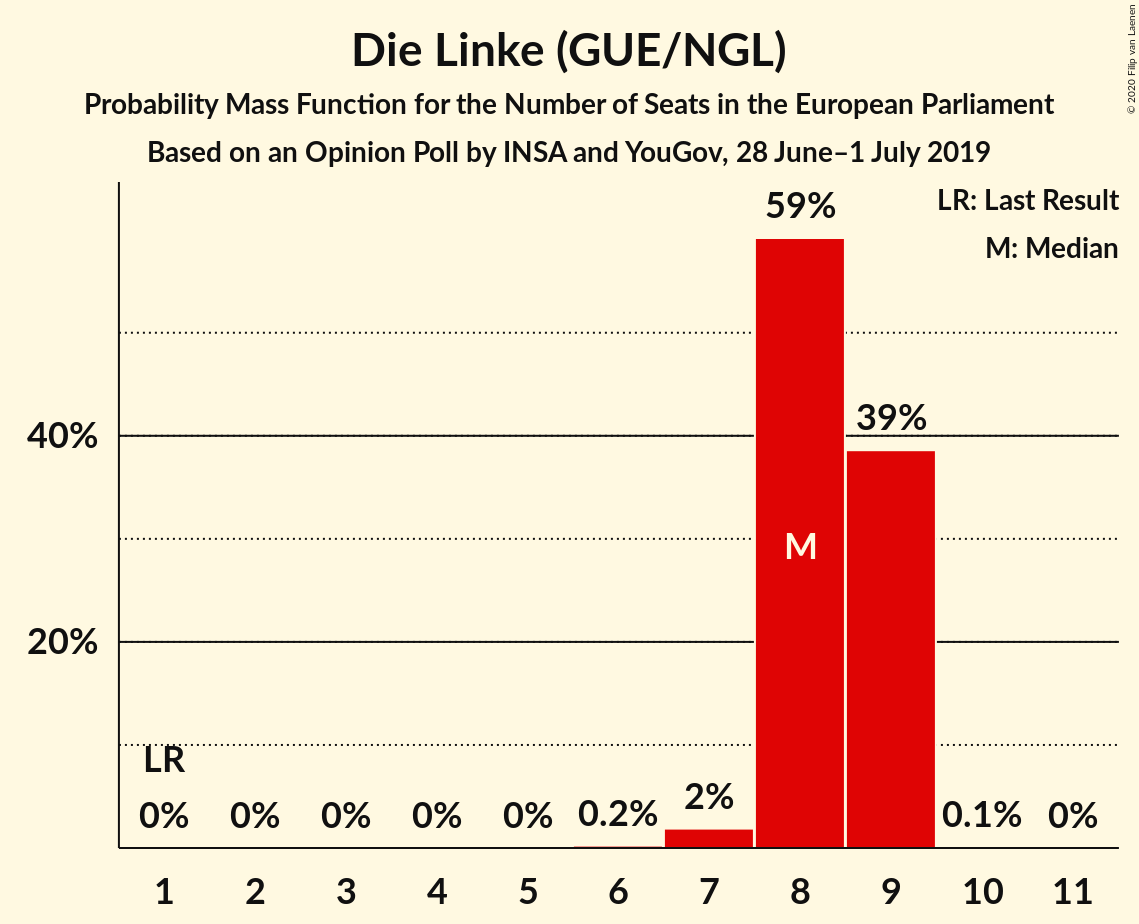 Die Linke (GUE/NGL)
Probability Mass Function for the Number of Seats in the European Parliament
Based on an Opinion Poll by INSA and YouGov, 28 June–1 July 2019
© 2020 Filip van Laenen
LR: Last Result
M: Median
59%
39%
40%
M
20%
LR
0% 0% 0% 0% 0% 0.2% 2% 0.1% 0%
1 2 3 4 5 6 7 8 9 10 11